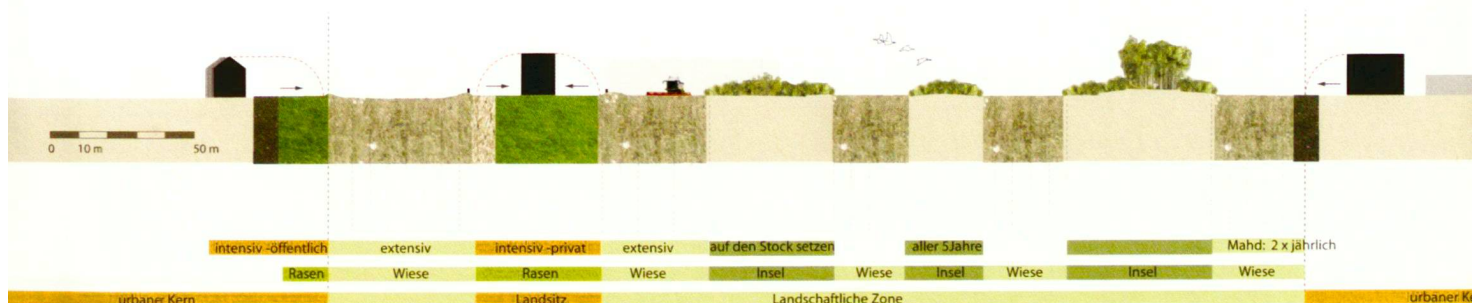 0 10 m 50 m
intensiv -öffentlich extensiv intensiv -privat extensiv auf den Stock setzen aller 5Jahre Mahd: 2 x jährlich
Rasen Wiese Rasen Wiese Insel Wiese Insel Wiese Insel Wiese
urbaner Kern Landsitz Landschaftliche Zone urbaner